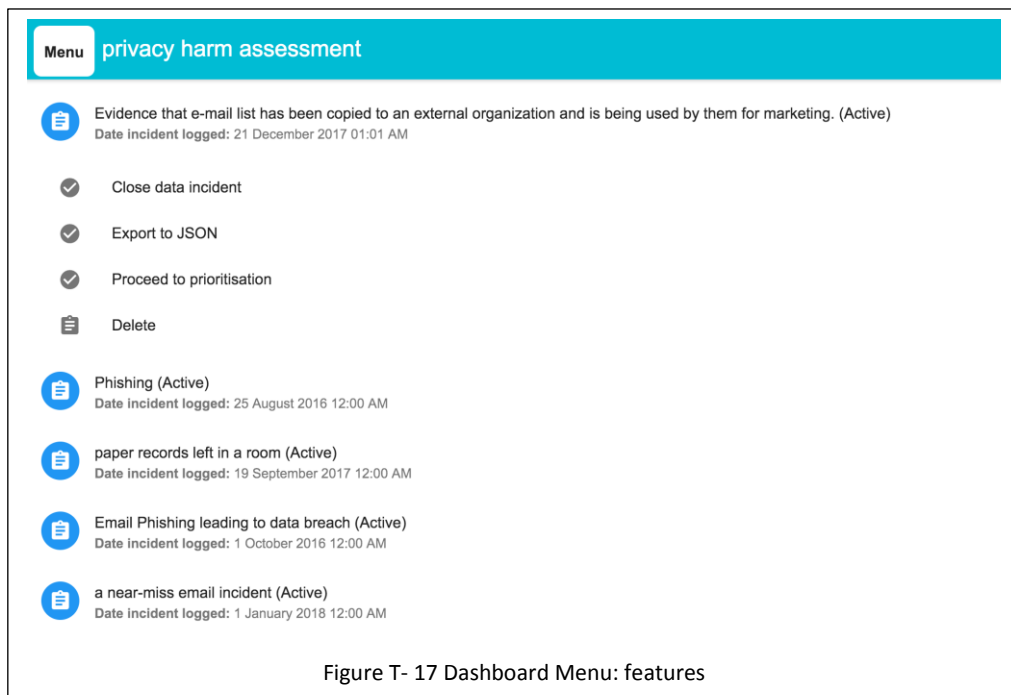 Menu privacy harm assessment
Evidence that e-mail list has been copied to an external organization and is being used by them for marketing. (Active)
Date incident logged: 21 December 2017 01:01 AM
Close data incident
Export to JSON
Proceed to prioritisation
Delete
Phishing (Active)
Date incident logged: 25 August 2016 12:00 AM
paper records left in a room (Active)
Date incident logged: 19 September 2017 12:00 AM
Email Phishing leading to data breach (Active)
Date incident logged: 1 October 2016 12:00 AM
a near-miss email incident (Active)
Date incident logged: 1 January 2018 12:00 AM
Figure T- 17 Dashboard Menu: features